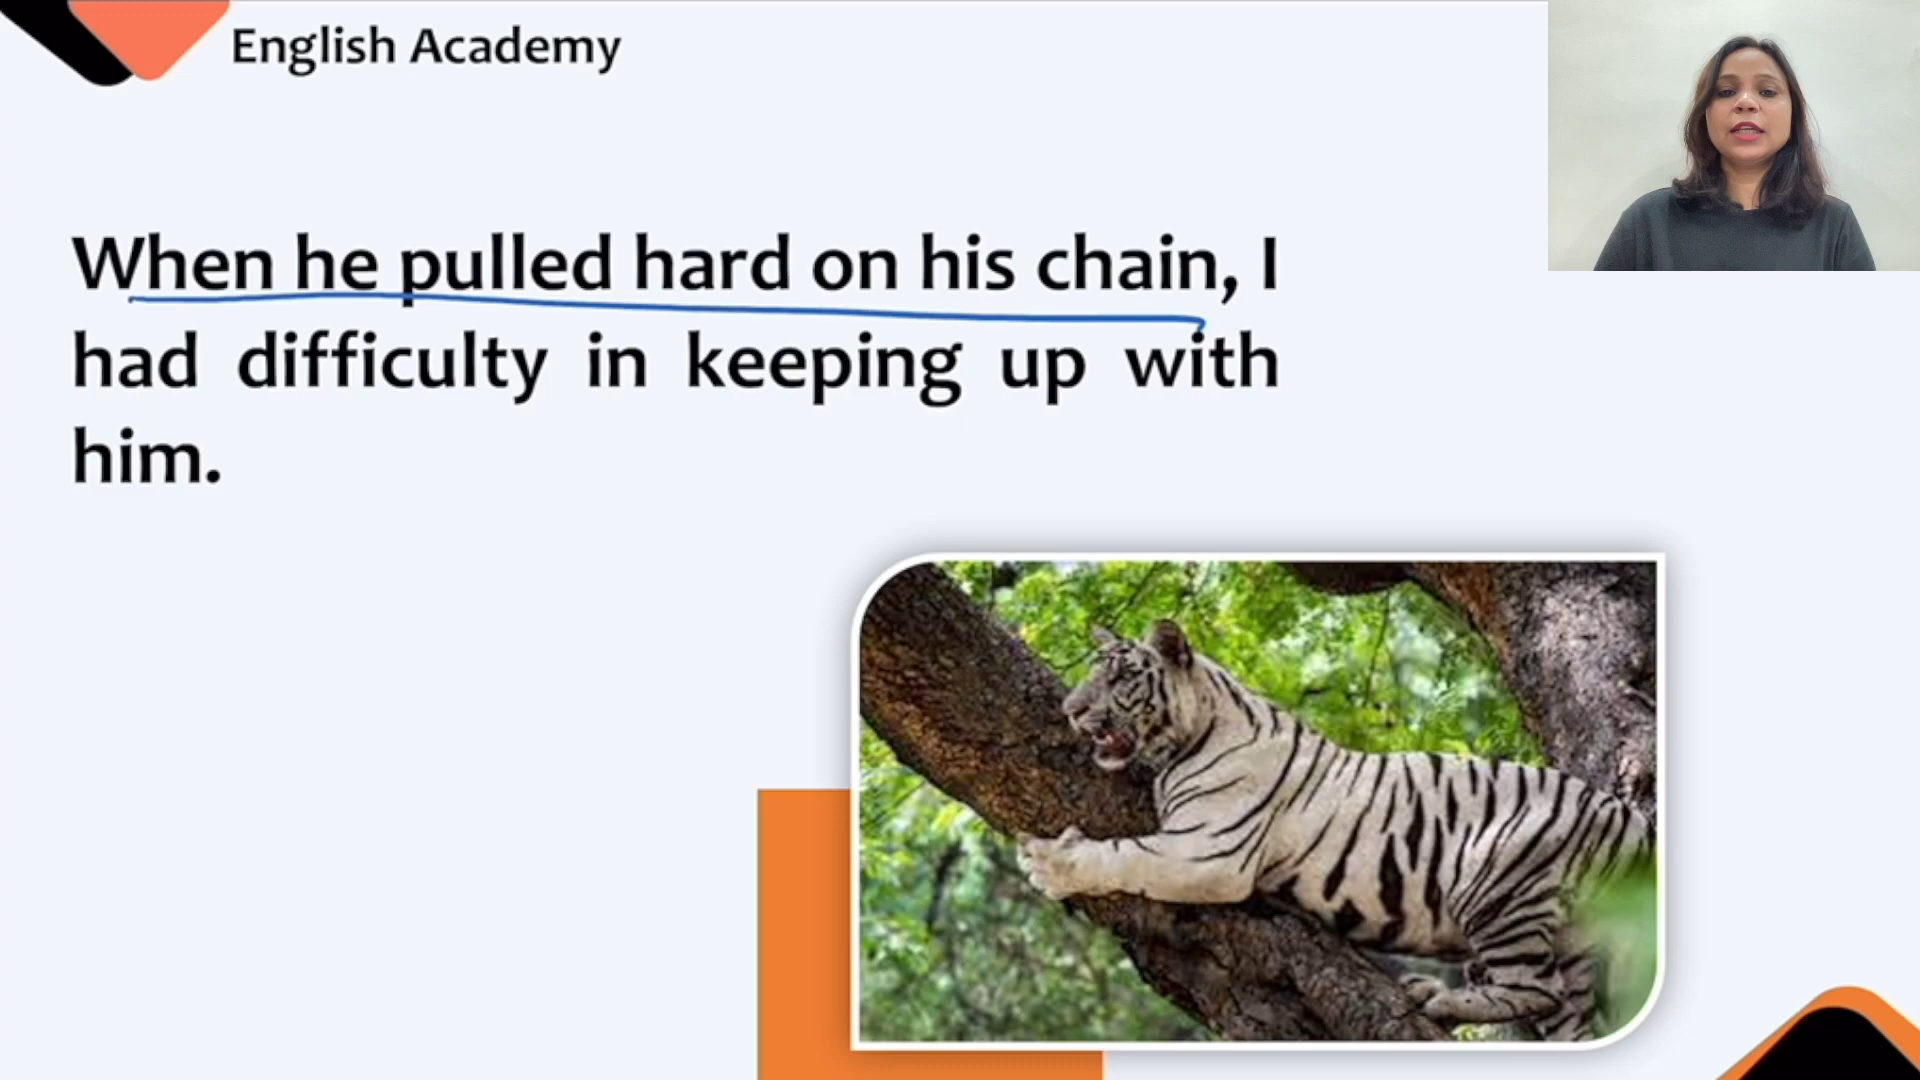 English Academy
When he pulled hard on his chain, I
had difficulty in keeping up with
him.